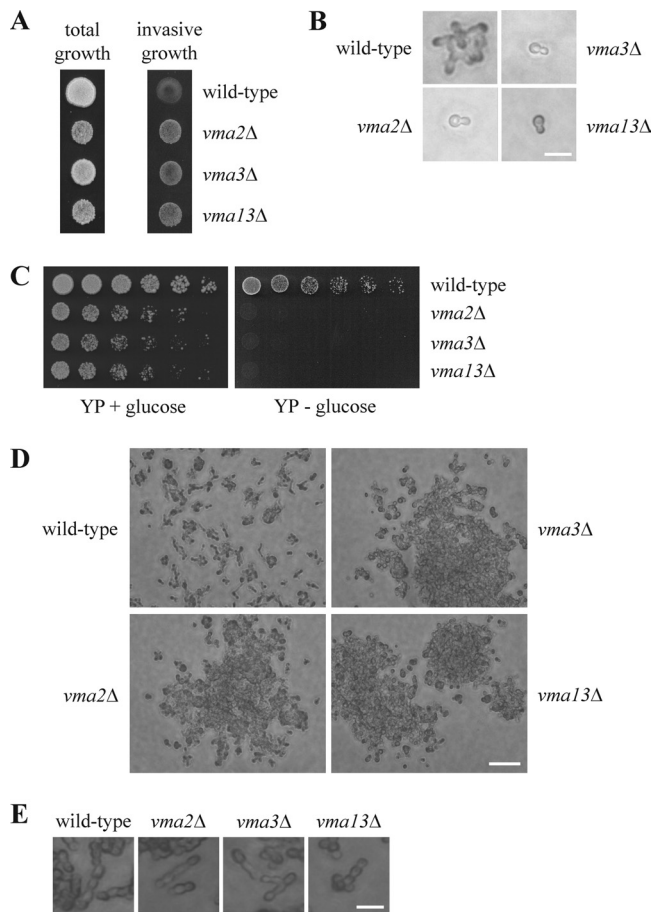 A
total growth
invasive growth
wild-type
vma2Δ
vma3Δ
vma13Δ
B
wild-type
vma3Δ
vma2Δ
vma13Δ
C
wild-type
vma2Δ
vma3Δ
vma13Δ
YP + glucose
YP - glucose
D
wild-type
vma3Δ
vma2Δ
vma13Δ
E
wild-type
vma2Δ
vma3Δ
vma13Δ